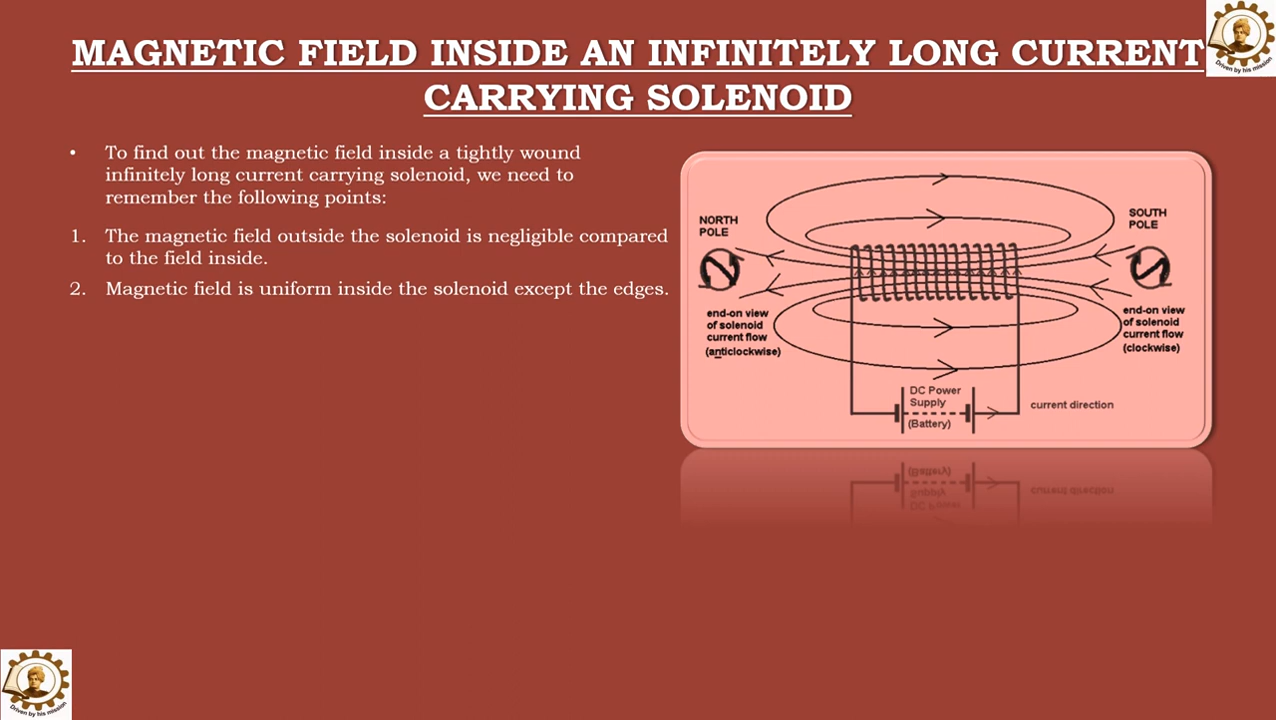 MAGNETIC FIELD INSIDE AN INFINITELY LONG CURRENT
CARRYING SOLENOID
• To find out the magnetic field inside a tightly wound
infinitely long current carrying solenoid, we need to
remember the following points:
1. The magnetic field outside the solenoid is negligible compared
to the field inside.
2. Magnetic field is uniform inside the solenoid except the edges.
NORTH
POLE
N
end-on view
of solenoid
current flow
(anticlockwise)
SOUTH
POLE
S
end-on view
of solenoid
current flow
(clockwise)
DC Power
Supply
(Battery)
current direction
Driven by his mission
Driven by his mission